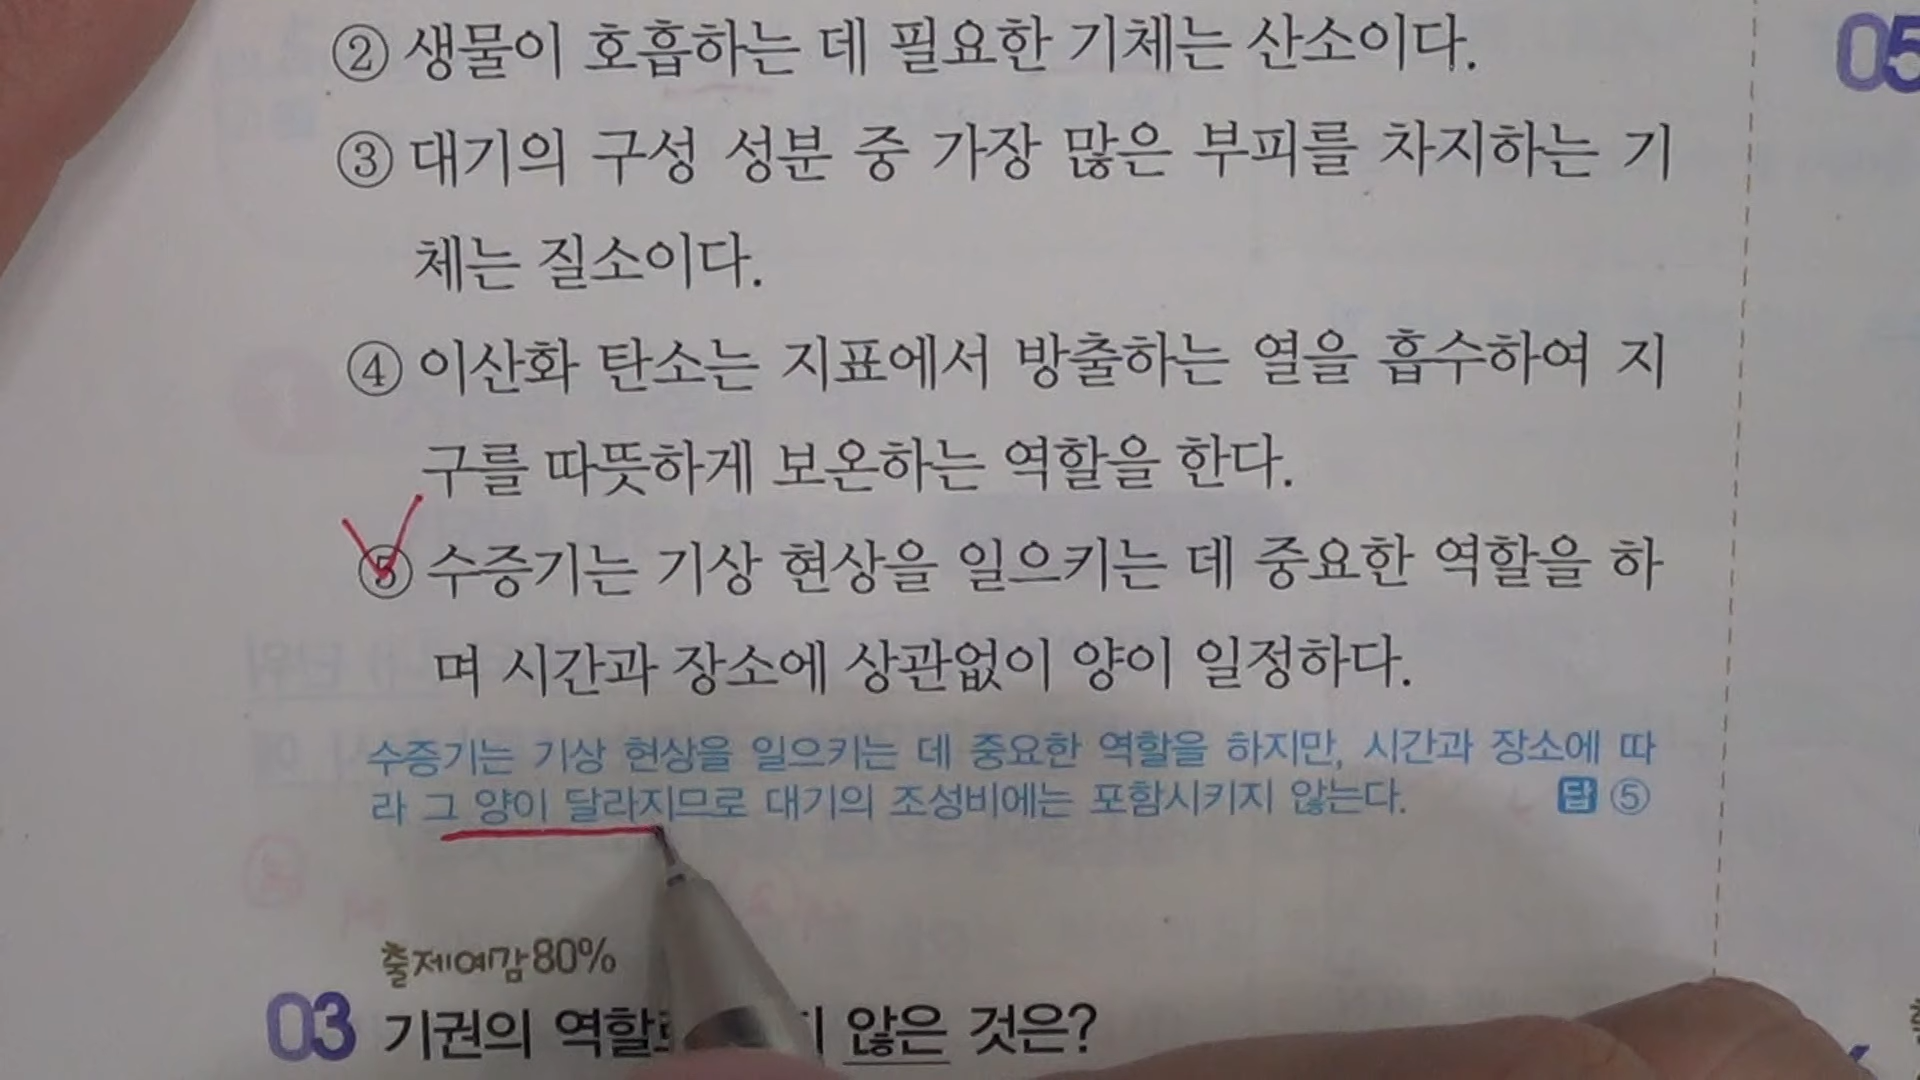 ② 생물이 호흡하는 데 필요한 기체는 산소이다.
③ 대기의 구성 성분 중 가장 많은 부피를 차지하는 기
체는 질소이다.
④ 이산화 탄소는 지표에서 방출하는 열을 흡수하여 지
구를 따뜻하게 보온하는 역할을 한다.
⑤ 수증기는 기상 현상을 일으키는 데 중요한 역할을 하
며 시간과 장소에 상관없이 양이 일정하다.
수증기는 기상 현상을 일으키는 데 중요한 역할을 하지만, 시간과 장소에 따
라 그 양이 달라지므로 대기의 조성비에는 포함시키지 않는다. 답 ⑤
출제예감 80%
03 기권의 않은 것은?
05